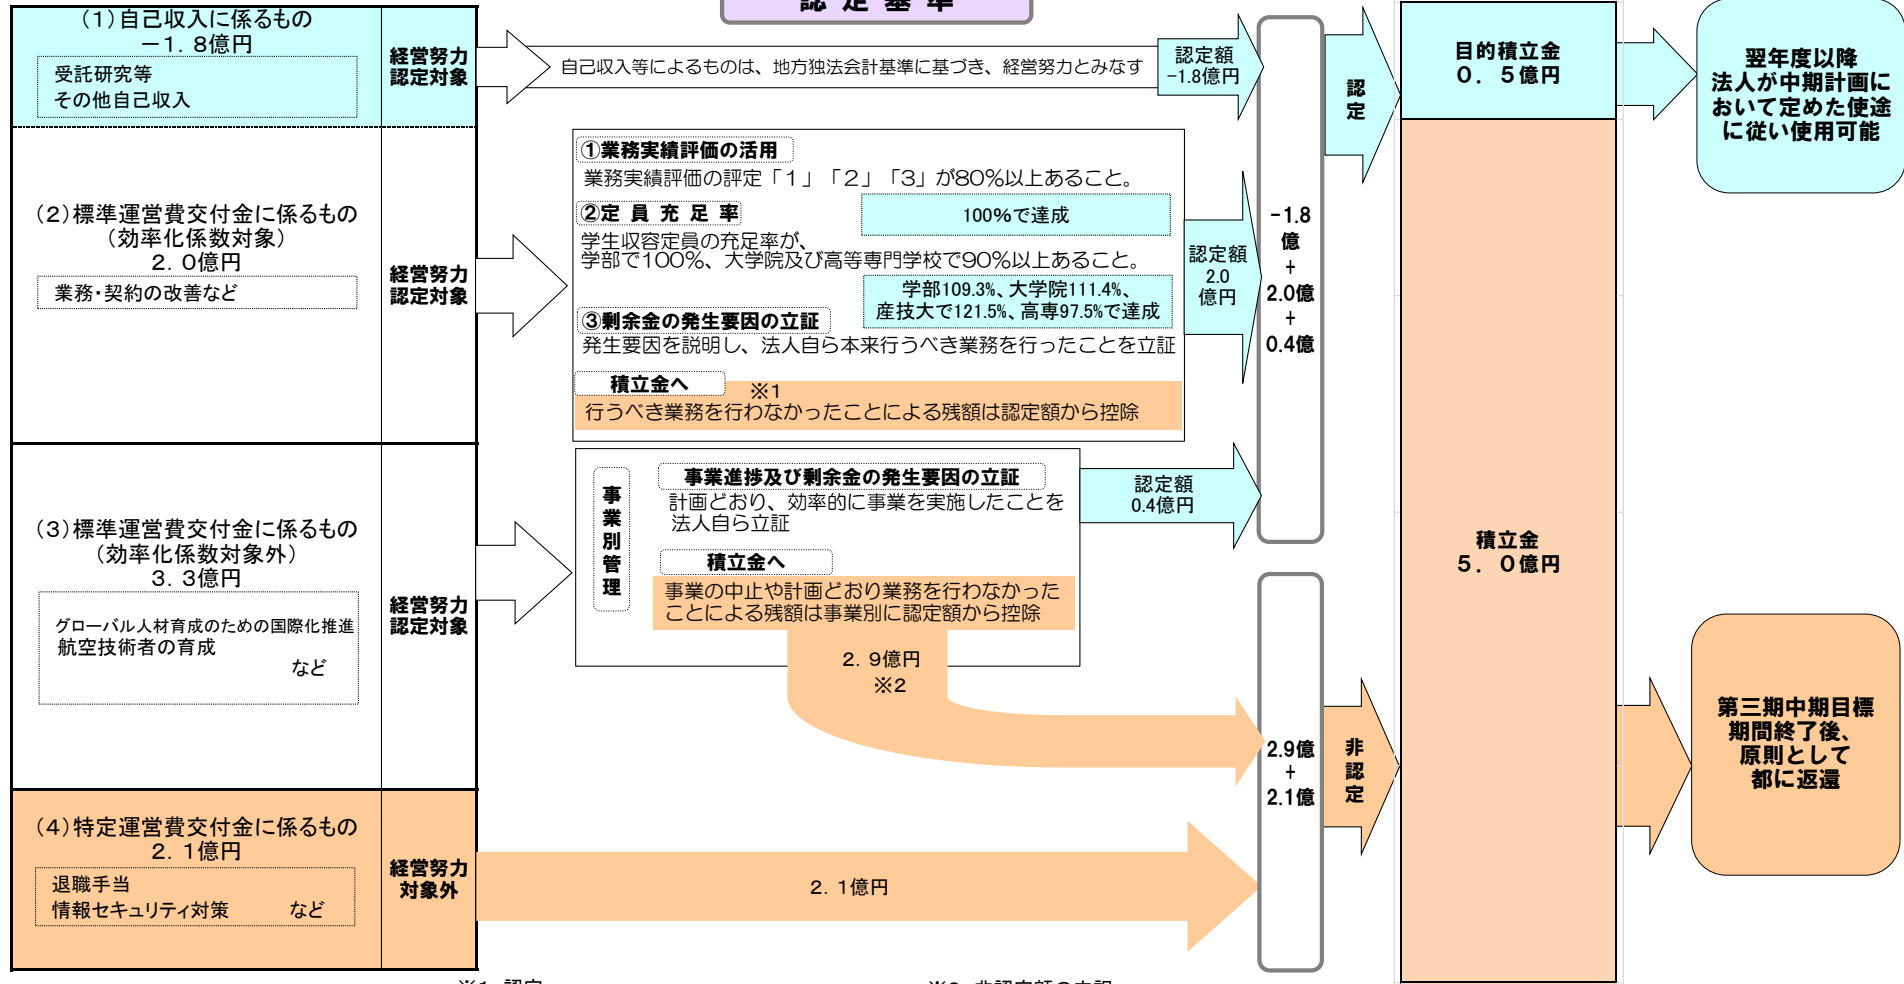 認 定 基 準
（1）自己収入に係るもの
－1．8億円
受託研究等
その他自己収入
経営努力
認定対象
自己収入等によるものは、地方独法会計基準に基づき、経営努力とみなす
認定額
-1.8億円
（2）標準運営費交付金に係るもの
（効率化係数対象）
2．0億円
業務・契約の改善など
経営努力
認定対象
①業務実績評価の活用
業務実績評価の評定「1」「2」「3」が80%以上あること。
100%で達成
②定 員 充 足 率
学生収容定員の充足率が、
学部で100%、大学院及び高等専門学校で90%以上あること。
学部109.3%、大学院111.4%、
産技大で121.5%、高専97.5%で達成
③剰余金の発生要因の立証
発生要因を説明し、法人自ら本来行うべき業務を行ったことを立証
積立金へ
※1
行うべき業務を行わなかったことによる残額は認定額から控除
認定額
2.0
億円
（3）標準運営費交付金に係るもの
（効率化係数対象外）
3．3億円
グローバル人材育成のための国際化推進
航空技術者の育成
など
経営努力
認定対象
事
業
別
管
理
事業進捗及び剰余金の発生要因の立証
計画どおり、効率的に事業を実施したことを
法人自ら立証
積立金へ
事業の中止や計画どおり業務を行わなかった
ことによる残額は事業別に認定額から控除
2．9億円
※2
認定額
0.4億円
（4）特定運営費交付金に係るもの
2．1億円
退職手当
情報セキュリティ対策 など
経営努力
対象外
2．1億円
-1.8
億
+
2.0億
+
0.4億
認
定
2.9億
+
2.1億
非
認
定
目的積立金
0．5億円
積立金
5．0億円
翌年度以降
法人が中期計画に
おいて定めた使途
に従い使用可能
第三期中期目標
期間終了後、
原則として
都に返還